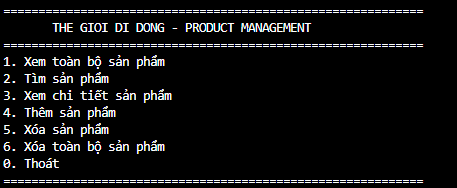 ============================================================
THE GIOI DI DONG - PRODUCT MANAGEMENT
============================================================
1. Xem toàn bộ sản phẩm
2. Tìm sản phẩm
3. Xem chi tiết sản phẩm
4. Thêm sản phẩm
5. Xóa sản phẩm
6. Xóa toàn bộ sản phẩm
0. Thoát
============================================================